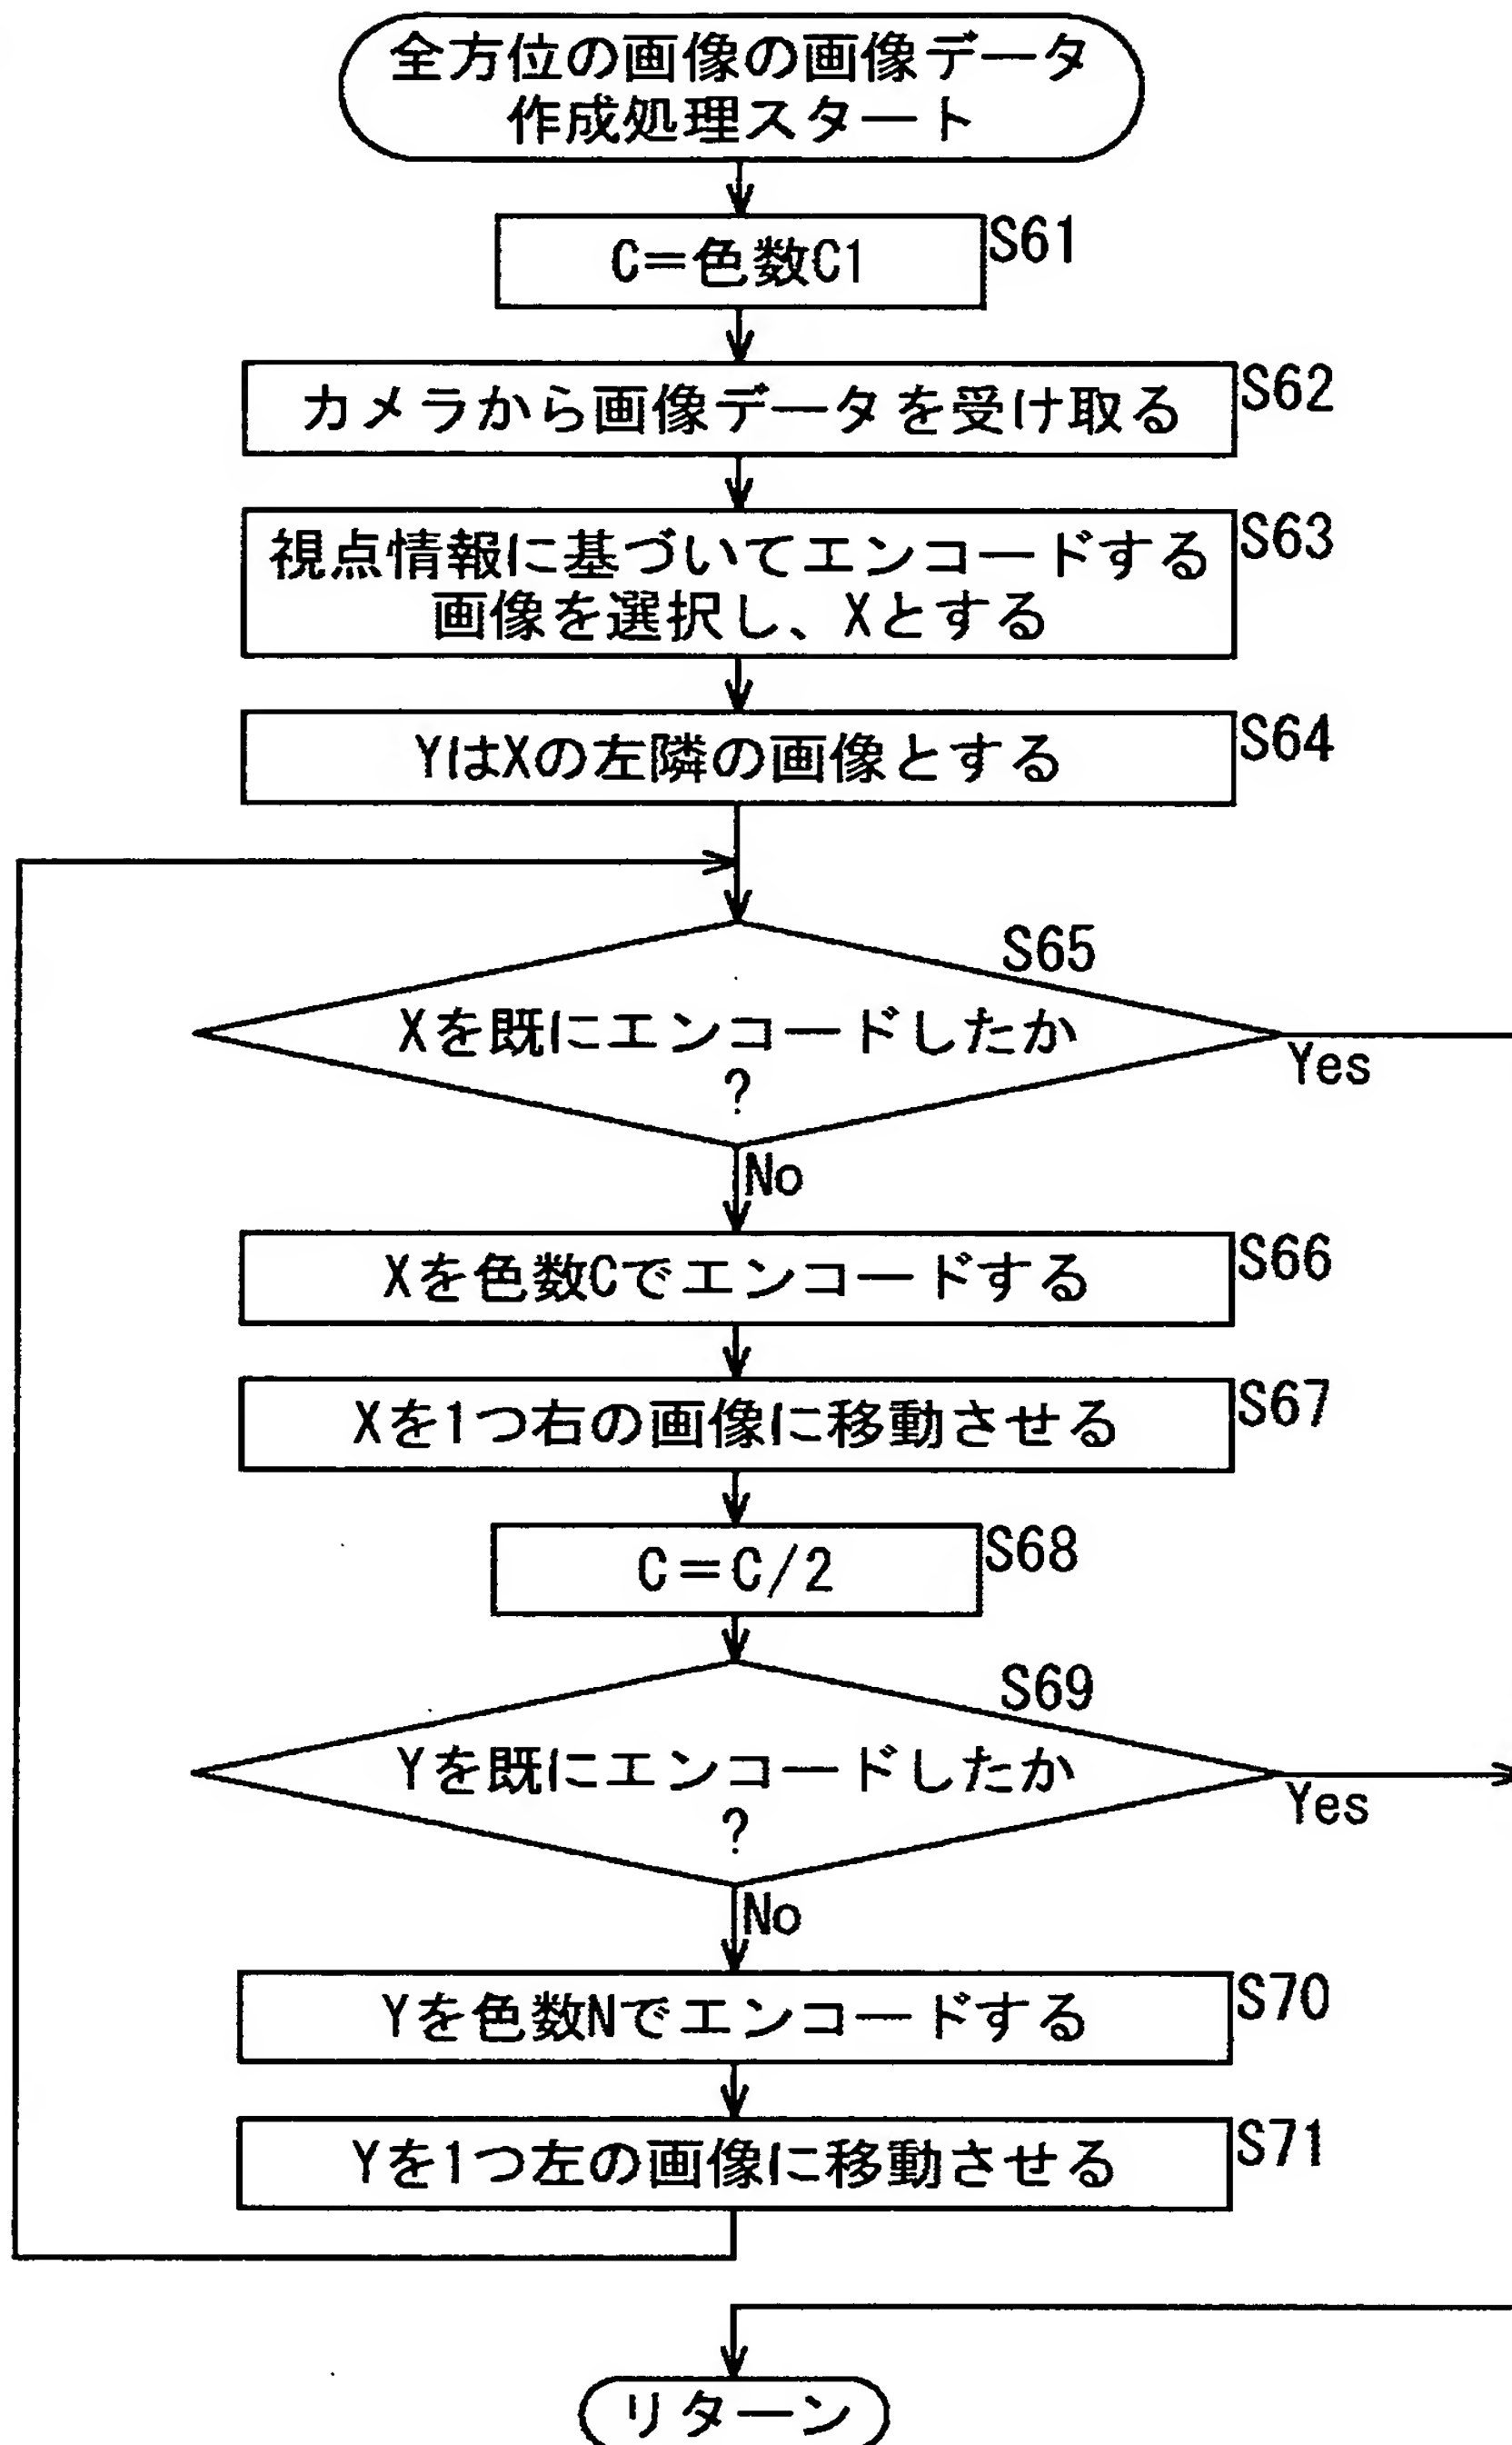 全方位の画像の画像データ
作成処理スタート
C=色数C1
S61
カメラから画像データを受け取る
S62
視点情報に基づいてエンコードする
画像を選択し、Xとする
S63
YはXの左隣の画像とする
S64
S65
Xを既にエンコードしたか
?
Yes
No
Xを色数Cでエンコードする
S66
Xを1つ右の画像に移動させる
S67
C=C/2
S68
S69
Yを既にエンコードしたか
?
Yes
No
Yを色数Nでエンコードする
S70
Yを1つ左の画像に移動させる
S71
リターン